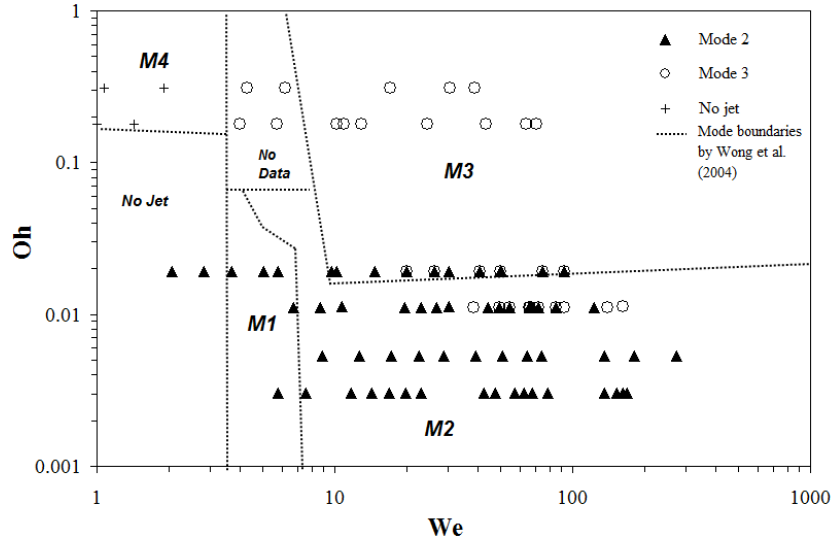 1
M4
Mode 2
Mode 3
No jet
Mode boundaries
by Wong et al.
(2004)
0.1
No
Data
M3
No Jet
Oh
0.01
M1
M2
0.001
1
10
100
1000
We